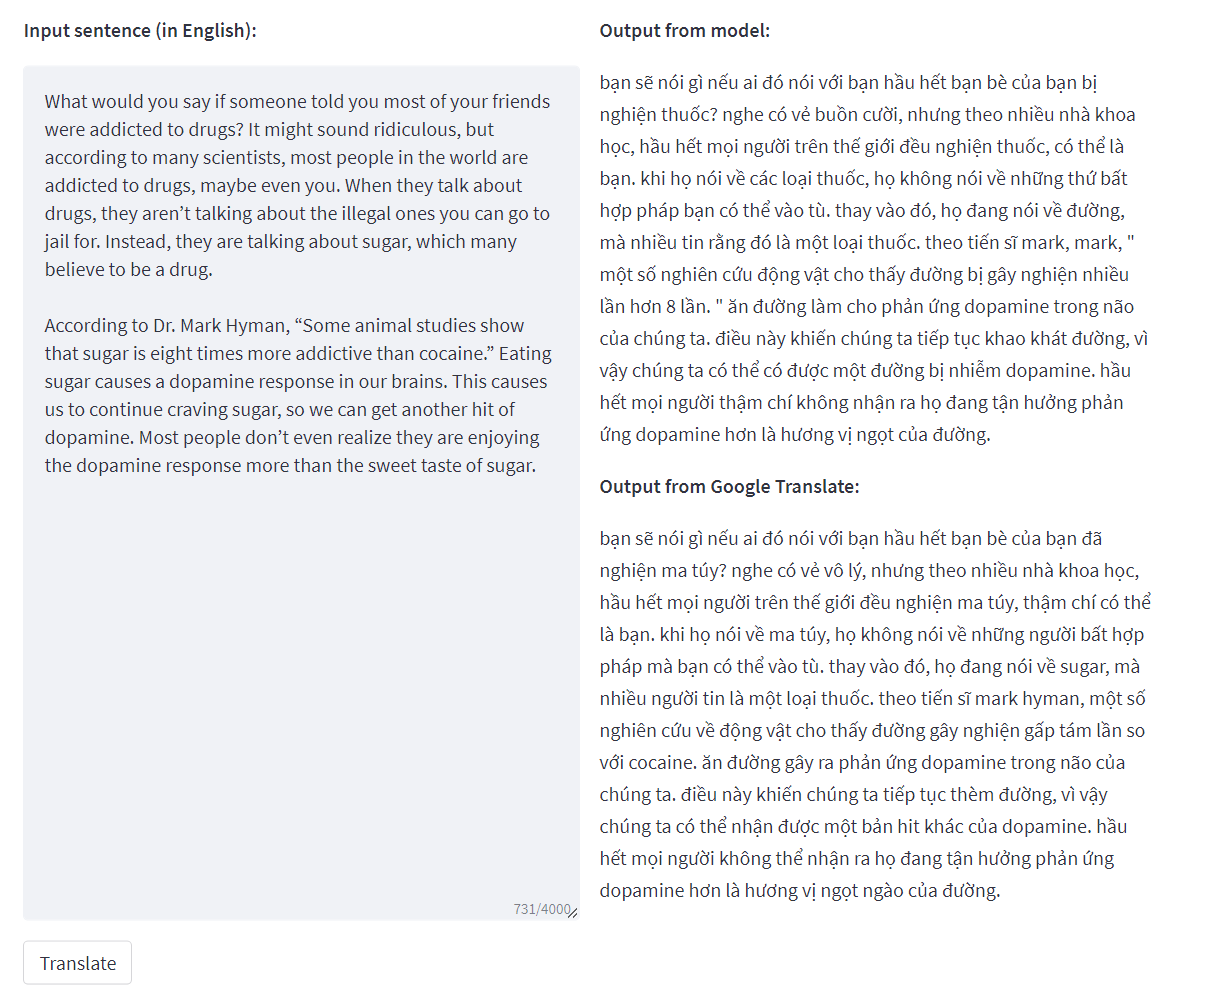 Input sentence (in English):
What would you say if someone told you most of your friends
were addicted to drugs? It might sound ridiculous, but
according to many scientists, most people in the world are
addicted to drugs, maybe even you. When they talk about
drugs, they aren’t talking about the illegal ones you can go to
jail for. Instead, they are talking about sugar, which many
believe to be a drug.
According to Dr. Mark Hyman, “Some animal studies show
that sugar is eight times more addictive than cocaine.” Eating
sugar causes a dopamine response in our brains. This causes
us to continue craving sugar, so we can get another hit of
dopamine. Most people don’t even realize they are enjoying
the dopamine response more than the sweet taste of sugar.
731/4000
Translate
Output from model:
bạn sẽ nói gì nếu ai đó nói với bạn hầu hết bạn bè của bạn bị
nghiện thuốc? nghe có vẻ buồn cười, nhưng theo nhiều nhà khoa
học, hầu hết mọi người trên thế giới đều nghiện thuốc, có thể là
bạn. khi họ nói về các loại thuốc, họ không nói về những thứ bất
hợp pháp bạn có thể vào tù. thay vào đó, họ đang nói về đường,
mà nhiều tin rằng đó là một loại thuốc. theo tiến sĩ mark, mark, "
một số nghiên cứu động vật cho thấy đường bị gây nghiện nhiều
lần hơn 8 lần. " ăn đường làm cho phản ứng dopamine trong não
của chúng ta. điều này khiến chúng ta tiếp tục khao khát đường, vì
vậy chúng ta có thể có được một đường bị nhiễm dopamine. hầu
hết mọi người thậm chí không nhận ra họ đang tận hưởng phản
ứng dopamine hơn là hương vị ngọt của đường.
Output from Google Translate:
bạn sẽ nói gì nếu ai đó nói với bạn hầu hết bạn bè của bạn đã
nghiện ma túy? nghe có vẻ vô lý, nhưng theo nhiều nhà khoa học,
hầu hết mọi người trên thế giới đều nghiện ma túy, thậm chí có thể
là bạn. khi họ nói về ma túy, họ không nói về những người bất hợp
pháp mà bạn có thể vào tù. thay vào đó, họ đang nói về sugar, mà
nhiều người tin là một loại thuốc. theo tiến sĩ mark hyman, một số
nghiên cứu về động vật cho thấy đường gây nghiện gấp tám lần so
với cocaine. ăn đường gây ra phản ứng dopamine trong não của
chúng ta. điều này khiến chúng ta tiếp tục thèm đường, vì vậy
chúng ta có thể nhận được một bản hit khác của dopamine. hầu
hết mọi người không thể nhận ra họ đang tận hưởng phản ứng
dopamine hơn là hương vị ngọt ngào của đường.